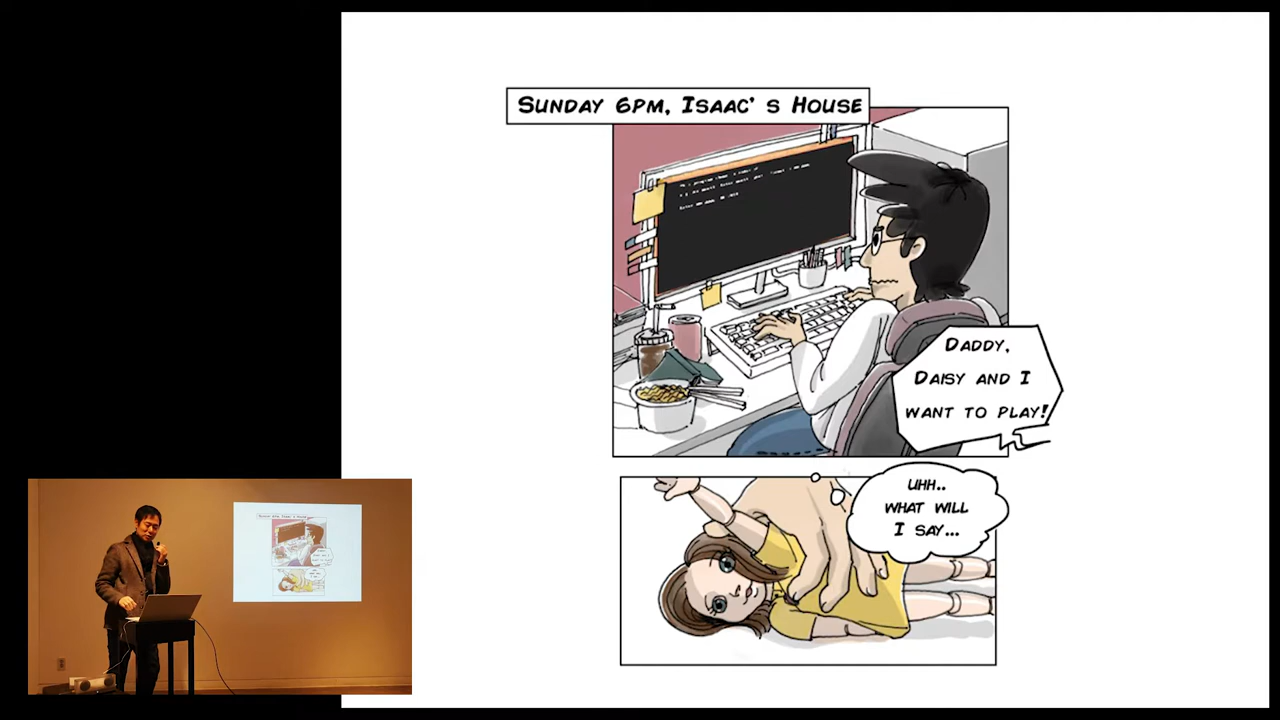 SUNDAY 6PM, ISAAC' S HOUSE
DADDY,
DAISY AND I
WANT TO PLAY!
UHH..
WHAT WILL
I SAY...